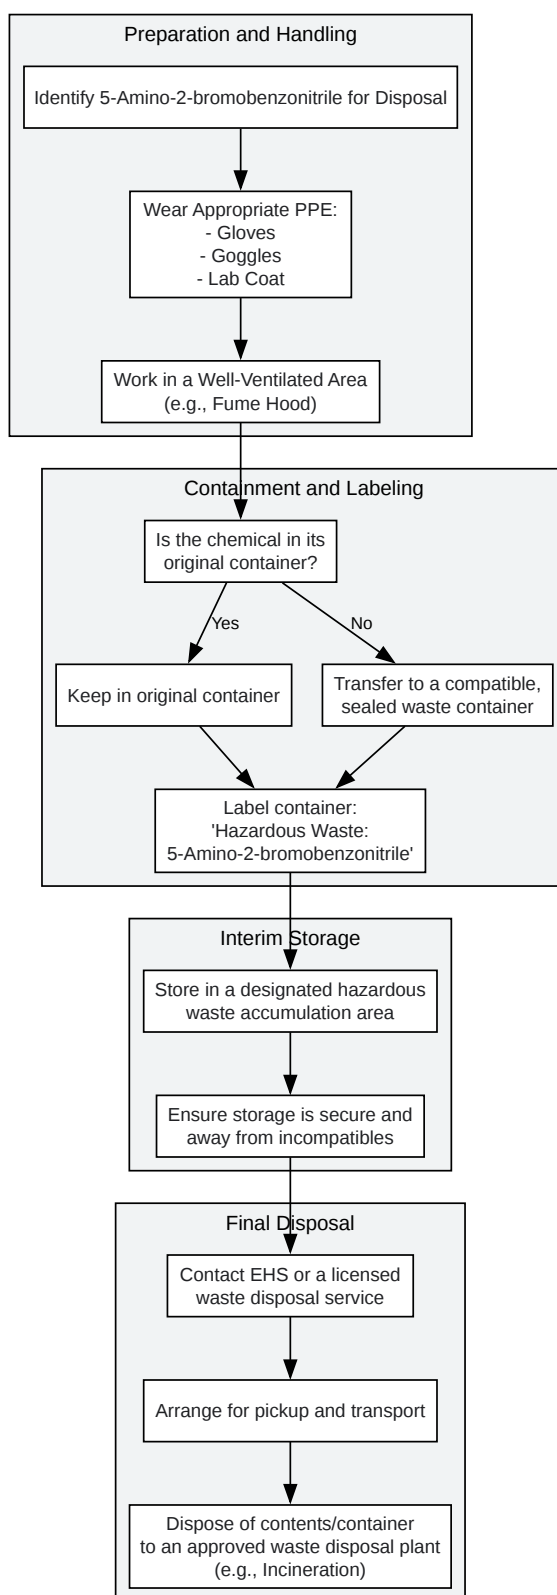 Preparation and Handling
Identify 5-Amino-2-bromobenzonitrile for Disposal
Wear Appropriate PPE:
- Gloves
- Goggles
- Lab Coat
Work in a Well-Ventilated Area
(e.g., Fume Hood)
Containment and Labeling
Is the chemical in its
original container?
Yes
No
Keep in original container
Transfer to a compatible,
sealed waste container
Label container:
'Hazardous Waste:
5-Amino-2-bromobenzonitrile'
Interim Storage
Store in a designated hazardous
waste accumulation area
Ensure storage is secure and
away from incompatibles
Final Disposal
Contact EHS or a licensed
waste disposal service
Arrange for pickup and transport
Dispose of contents/container
to an approved waste disposal plant
(e.g., Incineration)